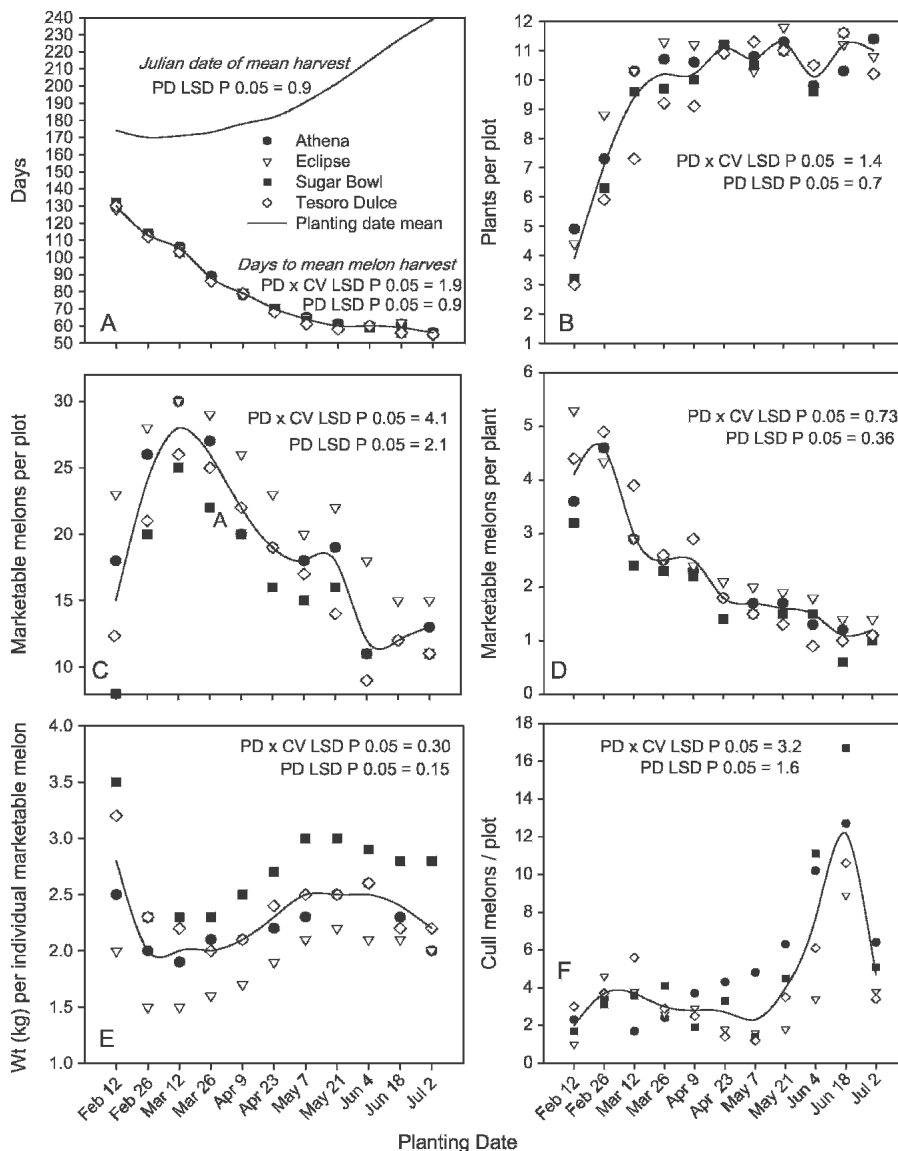 240
230
220
210
200
190
180
170
160
150
140
130
120
110
100
90
80
70
60
50
Days
Julian date of mean harvest
PD LSD P 0.05 = 0.9
Athena
Eclipse
Sugar Bowl
Tesoro Dulce
Planting date mean
Days to mean melon harvest
PD x CV LSD P 0.05 = 1.9
PD LSD P 0.05 = 0.9
A
13
12
11
10
9
8
7
6
5
4
3
2
1
Plants per plot
PD x CV LSD P 0.05 = 1.4
PD LSD P 0.05 = 0.7
B
30
25
20
15
10
Marketable melons per plot
PD x CV LSD P 0.05 = 4.1
PD LSD P 0.05 = 2.1
A
C
6
5
4
3
2
1
0
Marketable melons per plant
PD x CV LSD P 0.05 = 0.73
PD LSD P 0.05 = 0.36
D
4.0
3.5
3.0
2.5
2.0
1.5
1.0
Wt (kg) per individual marketable melon
PD x CV LSD P 0.05 = 0.30
PD LSD P 0.05 = 0.15
E
Feb 12
Feb 26
Mar 12
Mar 26
Apr 9
Apr 23
May 7
May 21
Jun 4
Jun 18
Jul 2
18
16
14
12
10
8
6
4
2
0
Cull melons / plot
PD x CV LSD P 0.05 = 3.2
PD LSD P 0.05 = 1.6
F
Feb 12
Feb 26
Mar 12
Mar 26
Apr 9
Apr 23
May 7
May 21
Jun 4
Jun 18
Jul 2
Planting Date